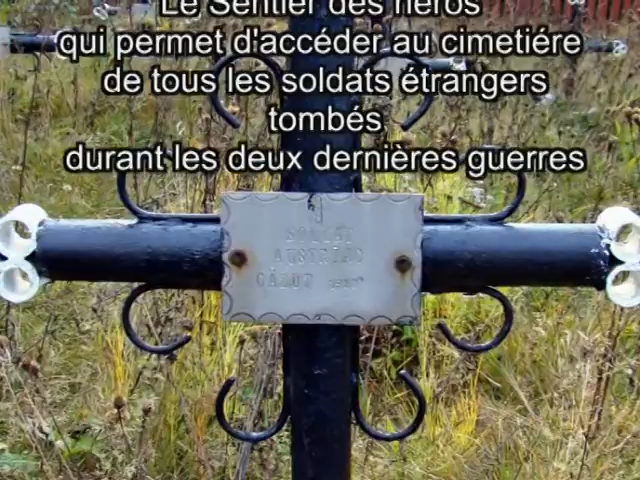 Le Sentier des héros
qui permet d'accéder au cimetiére
de tous les soldats étrangers
tombés
durant les deux dernières guerres
SOLDAT
AUSTRIAC
CĂZUT